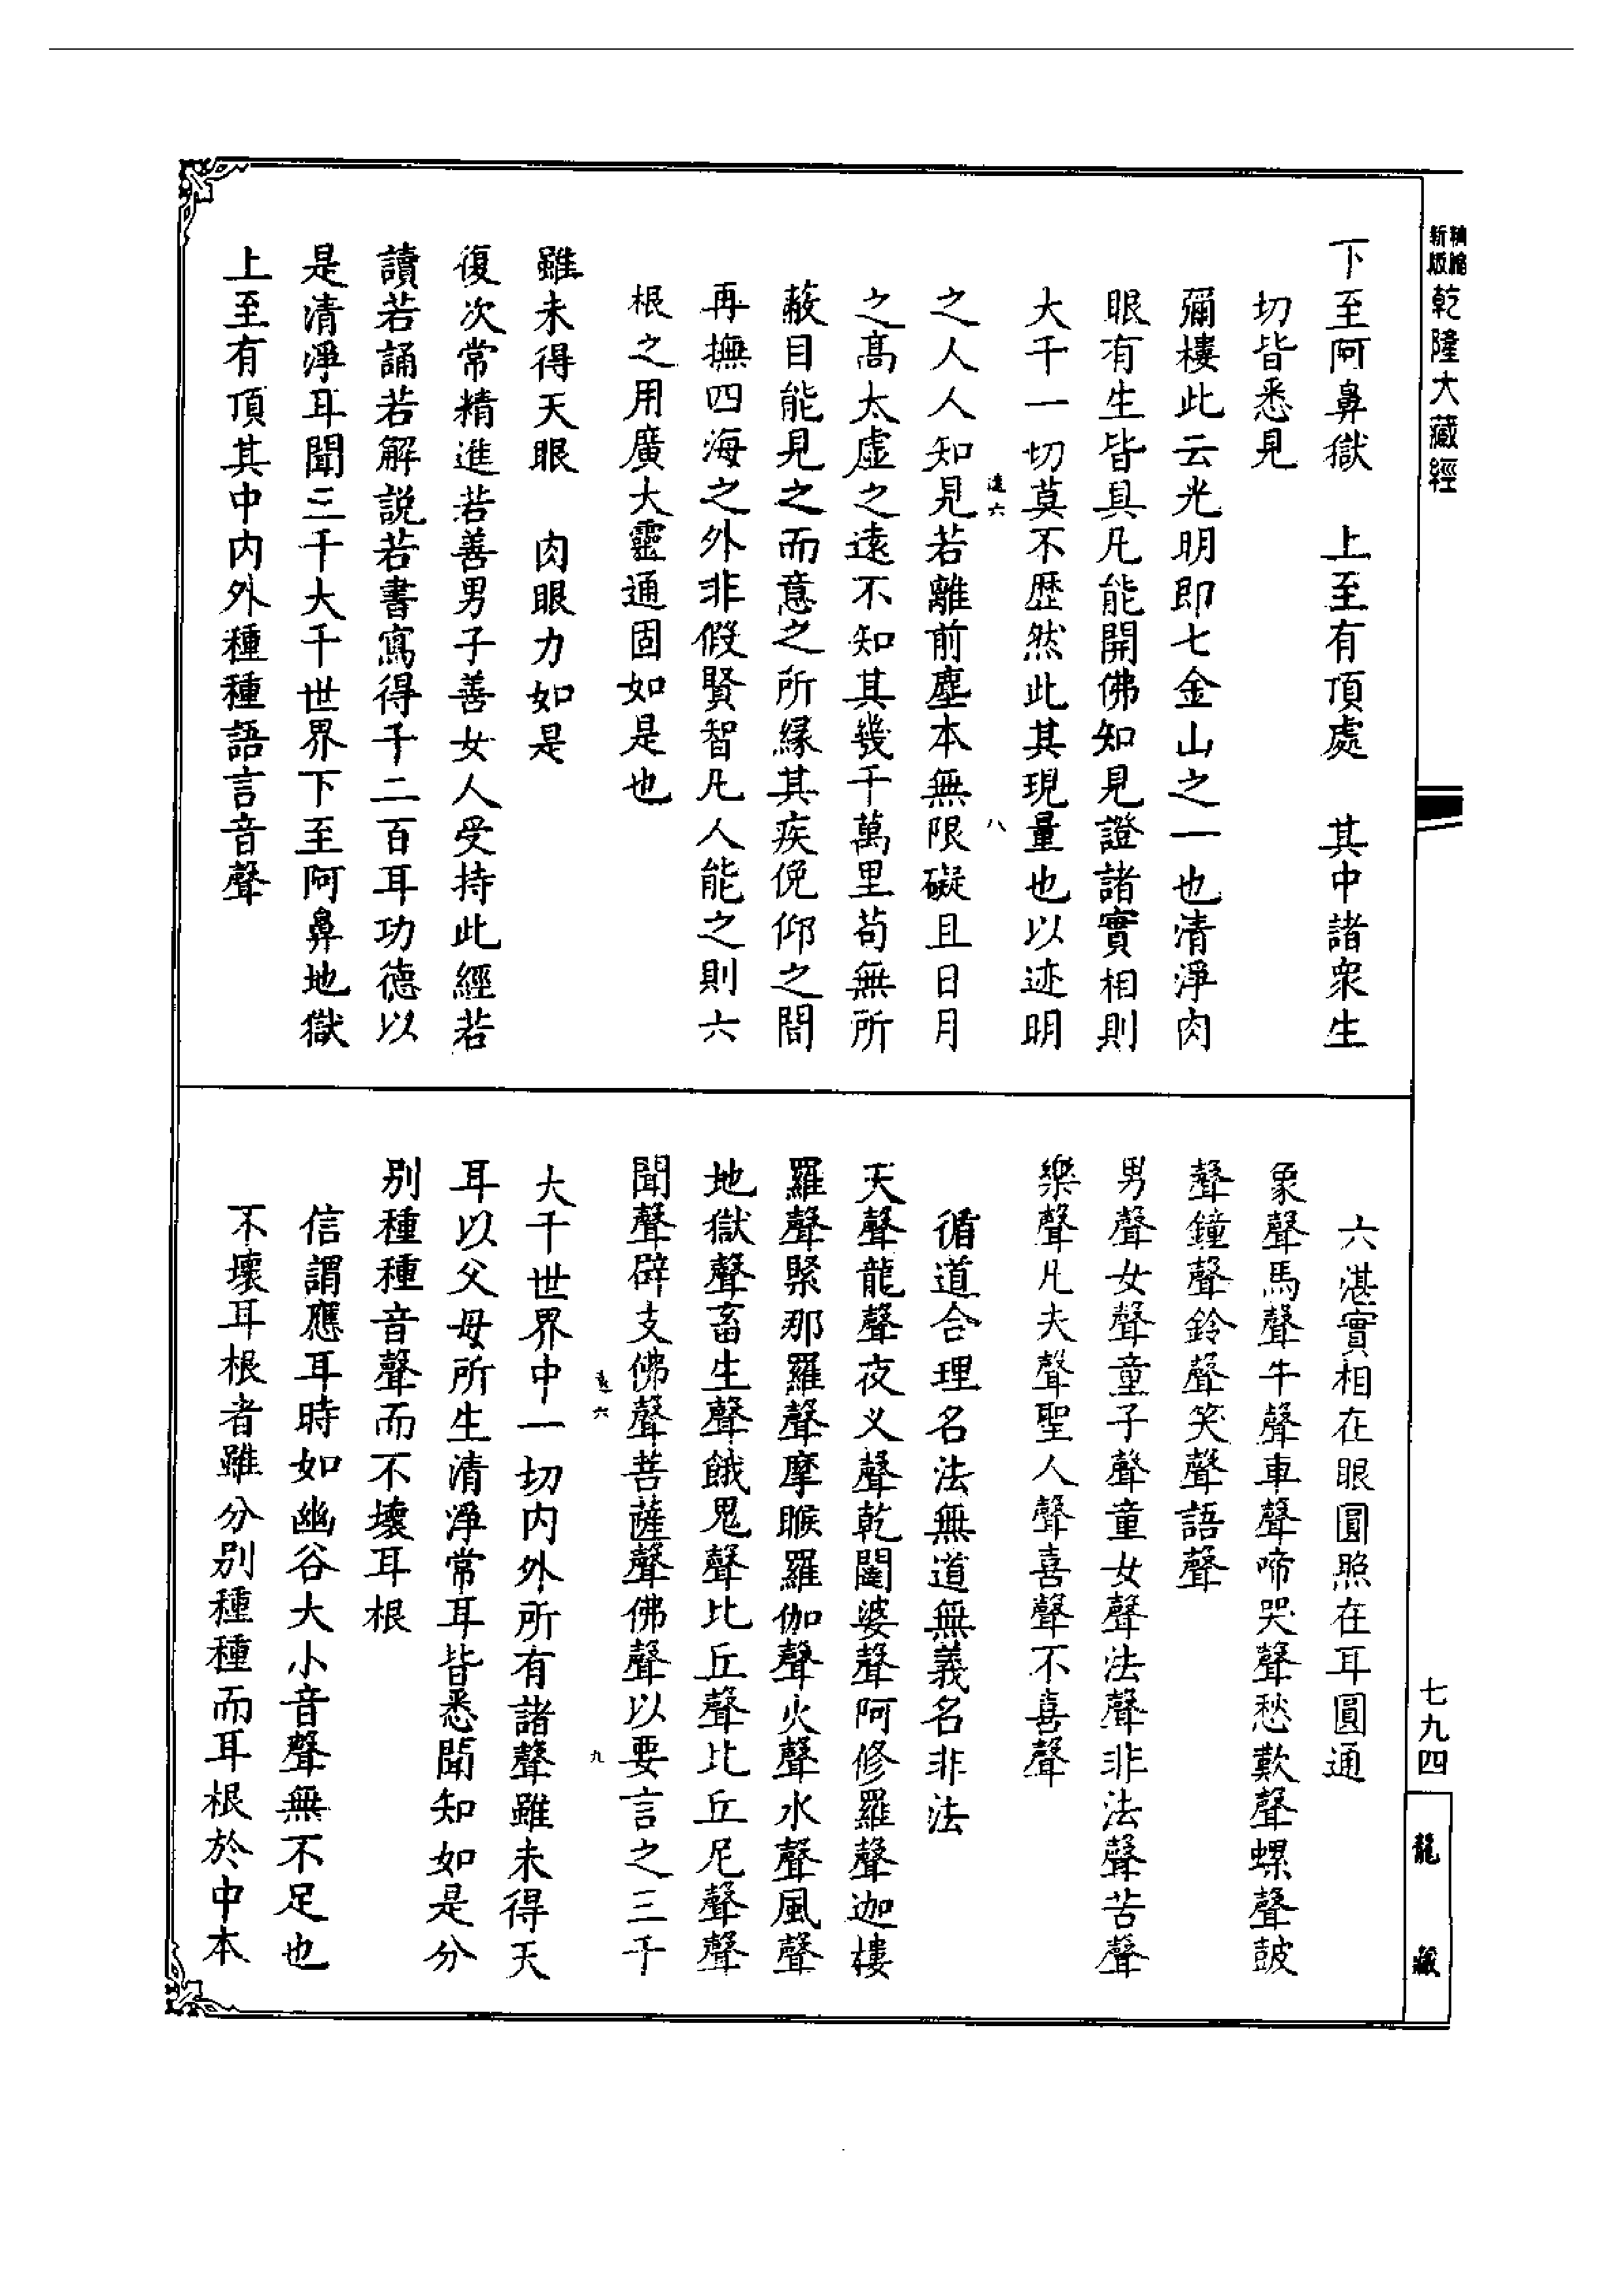 精縮
新版
乾隆大藏經
下至阿鼻獄　上至有頂處　其中諸衆生
切皆悉見
彌樓此云光明即七金山之一也清淨肉
眼有生皆具凡能開佛知見證諸實相則
大千一切莫不歷然此其現量也以迹明
遠六
八
之人人人知見若離前塵本無限礙且日月
之高太虛之遠不知其幾千萬里苟無所
蔽目能見之而意之所緣其疾俛仰之間
再撫四海之外非假賢智凡人能之則六
根之用廣大靈通固如是也
雖未得天眼　肉眼力如是
復次常精進若善男子善女人受持此經若
讀若誦若解說若書寫得千二百耳功德以
是清淨耳聞三千大千世界下至阿鼻地獄
上至有頂其中內外種種語言音聲
六湛實相在眼圓照在耳圓通
象聲馬聲牛聲車聲啼哭聲愁歎聲螺聲鼓
聲鐘聲鈴聲笑聲語聲
男聲女聲童子聲童女聲法聲非法聲苦聲
樂聲凡夫聲聖人聲喜聲不喜聲
循道合理名法無道無義名非法
天聲龍聲夜叉聲乾闥婆聲阿修羅聲迦樓
羅聲緊那羅聲摩睺羅伽聲火聲水聲風聲
地獄聲畜生聲餓鬼聲比丘聲比丘尼聲聲
聞聲辟支佛聲菩薩聲佛聲以要言之三千
遠六
九
大千世界中一切內外所有諸聲雖未得天
耳以父母所生清淨常耳皆悉聞知如是分
別種種音聲而不壞耳根
信謂應耳時如幽谷大小音聲無不足也
不壞耳根者雖分別種種而耳根於中本
七九四
龍藏